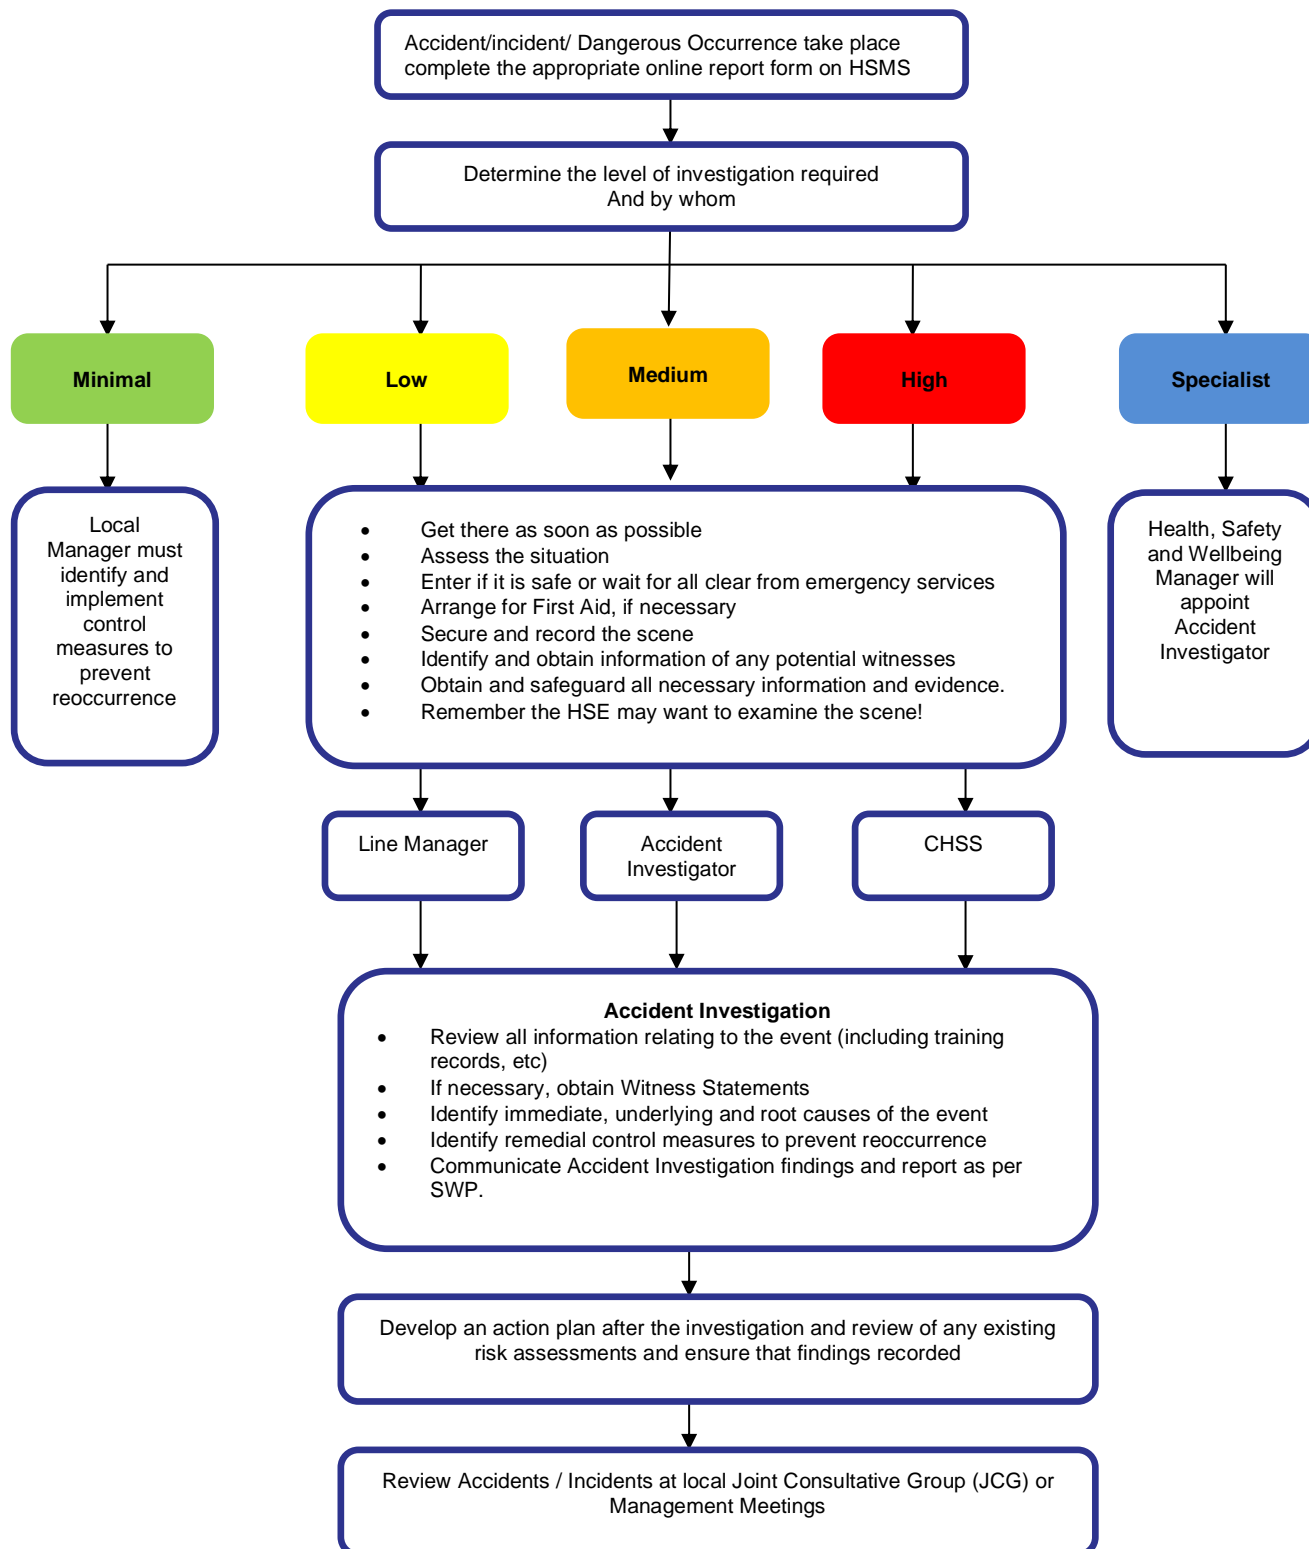 Accident/incident/ Dangerous Occurrence take place
complete the appropriate online report form on HSMS
Determine the level of investigation required
And by whom
Minimal
Low
Medium
High
Specialist
Local
Manager must
identify and
implement
control
measures to
prevent
reoccurrence
• Get there as soon as possible
• Assess the situation
• Enter if it is safe or wait for all clear from emergency services
• Arrange for First Aid, if necessary
• Secure and record the scene
• Identify and obtain information of any potential witnesses
• Obtain and safeguard all necessary information and evidence.
• Remember the HSE may want to examine the scene!
Health, Safety
and Wellbeing
Manager will
appoint
Accident
Investigator
Line Manager
Accident
Investigator
CHSS
Accident Investigation
• Review all information relating to the event (including training
records, etc)
• If necessary, obtain Witness Statements
• Identify immediate, underlying and root causes of the event
• Identify remedial control measures to prevent reoccurrence
• Communicate Accident Investigation findings and report as per
SWP.
Develop an action plan after the investigation and review of any existing
risk assessments and ensure that findings recorded
Review Accidents / Incidents at local Joint Consultative Group (JCG) or
Management Meetings